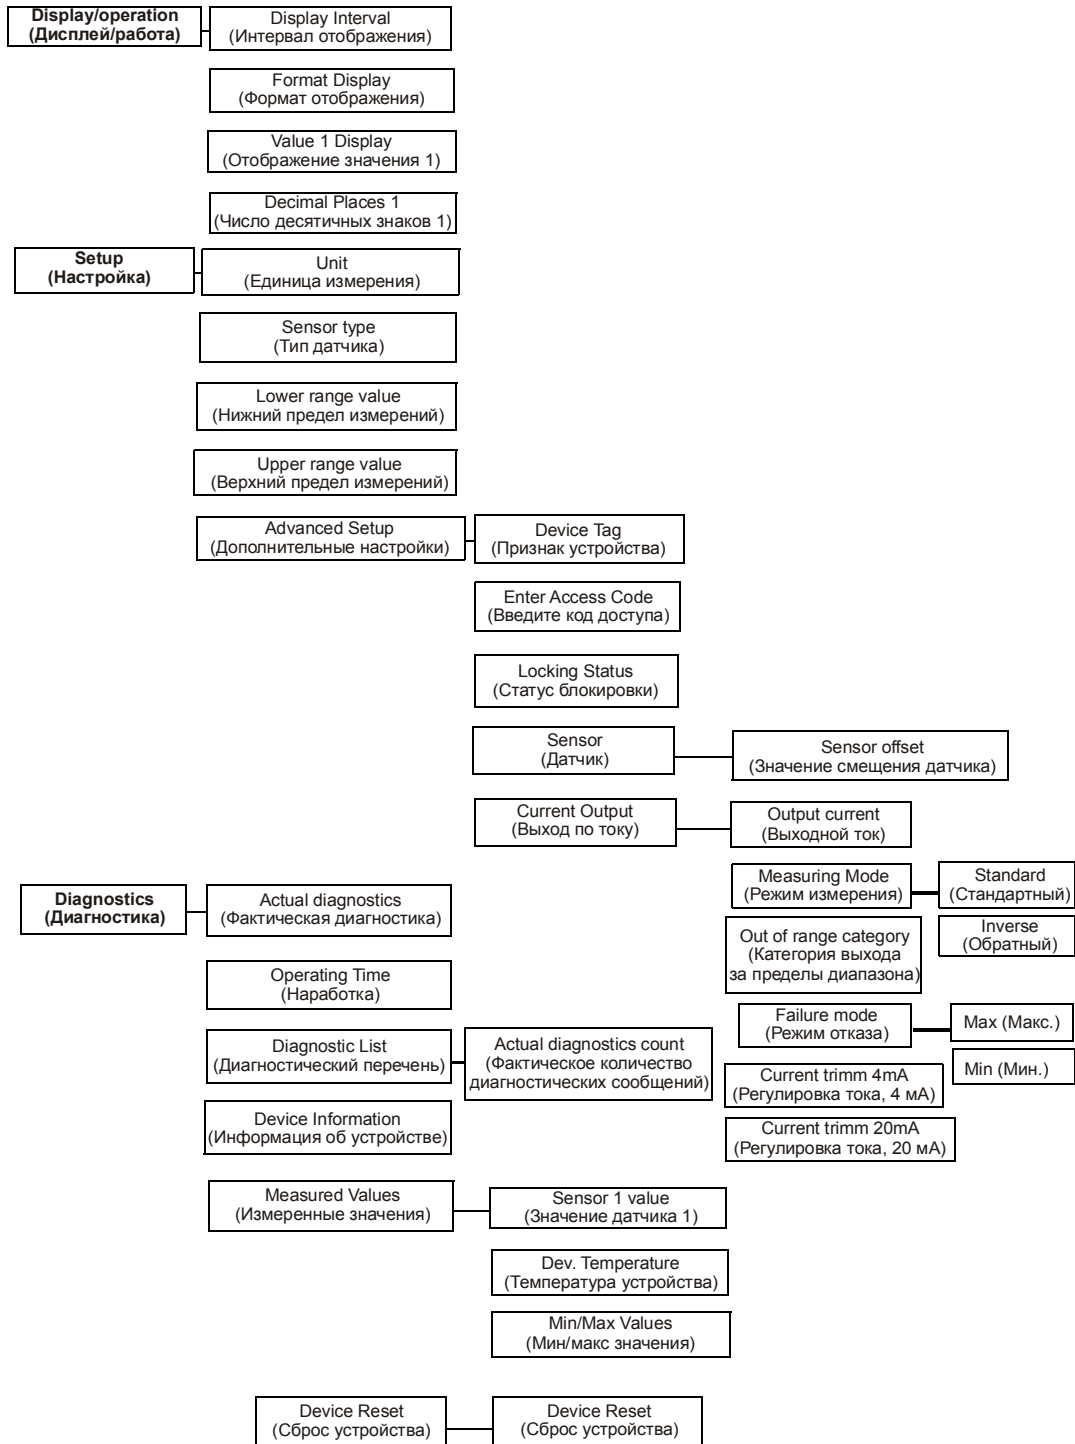 Display/operation
(Дисплей/работа)
Display Interval
(Интервал отображения)
Format Display
(Формат отображения)
Value 1 Display
(Отображение значения 1)
Decimal Places 1
(Число десятичных знаков 1)
Setup
(Настройка)
Unit
(Единица измерения)
Sensor type
(Тип датчика)
Lower range value
(Нижний предел измерений)
Upper range value
(Верхний предел измерений)
Advanced Setup
(Дополнительные настройки)
Device Tag
(Признак устройства)
Enter Access Code
(Введите код доступа)
Locking Status
(Статус блокировки)
Sensor
(Датчик)
Sensor offset
(Значение смещения датчика)
Current Output
(Выход по току)
Output current
(Выходной ток)
Measuring Mode
(Режим измерения)
Standard
(Стандартный)
Inverse
(Обратный)
Out of range category
(Категория выхода
за пределы диапазона)
Failure mode
(Режим отказа)
Max (Макс.)
Min (Мин.)
Current trimm 4mA
(Регулировка тока, 4 мА)
Current trimm 20mA
(Регулировка тока, 20 мА)
Diagnostics
(Диагностика)
Actual diagnostics
(Фактическая диагностика)
Operating Time
(Наработка)
Diagnostic List
(Диагностический перечень)
Actual diagnostics count
(Фактическое количество
диагностических сообщений)
Device Information
(Информация об устройстве)
Measured Values
(Измеренные значения)
Sensor 1 value
(Значение датчика 1)
Dev. Temperature
(Температура устройства)
Min/Max Values
(Мин/макс значения)
Device Reset
(Сброс устройства)
Device Reset
(Сброс устройства)